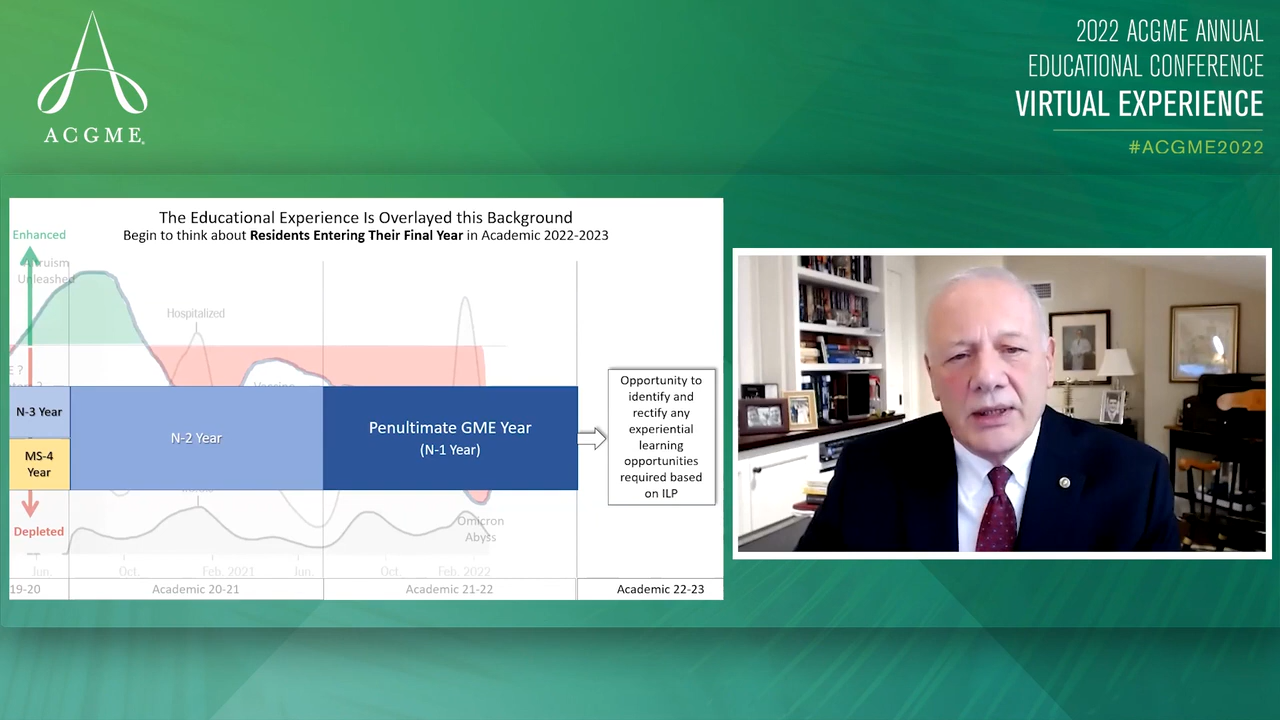 ACGME
2022 ACGME ANNUAL
EDUCATIONAL CONFERENCE
VIRTUAL EXPERIENCE
#ACGME2022
The Educational Experience Is Overlayed this Background
Begin to think about Residents Entering Their Final Year in Academic 2022-2023
Enhanced
Unleashed
Hospitalized
N-3 Year
MS-4
Year
N-2 Year
Penultimate GME Year
(N-1 Year)
Opportunity to
identify and
rectify any
experiential
learning
opportunities
required based
on ILP
Depleted
Omicron
Abyss
Jun.
Oct.
Feb. 2021
Jun.
Oct.
Feb. 2022
19-20
Academic 20-21
Academic 21-22
Academic 22-23